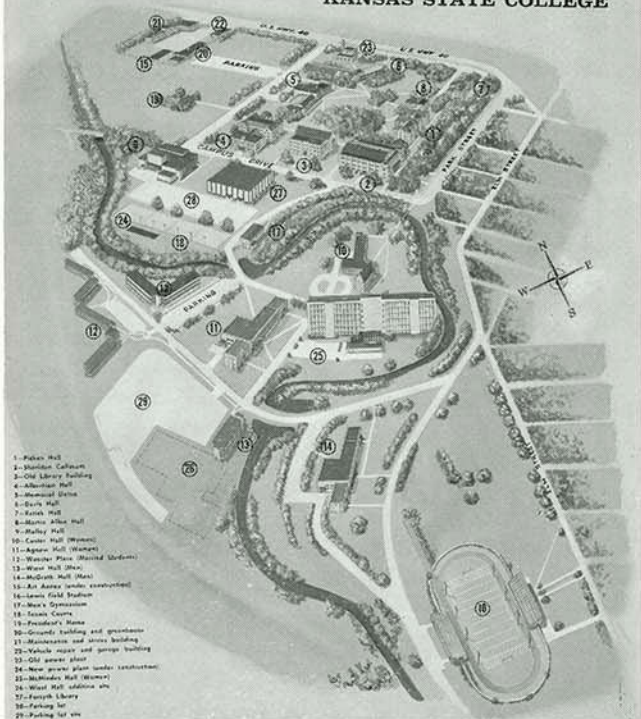 KANSAS STATE COLLEGE
U.S. HWY. 40
U.S. HWY 40
PARKING
CAMPUS DRIVE
PARK STREET
ELM STREET
PARKING
N
W E
S
1—Picken Hall
2—Sheridan Coliseum
3—Old Library Building
4—Albertson Hall
5—Memorial Union
6—Davis Hall
7—Rarick Hall
8—Martin Allen Hall
9—Malloy Hall
10—Custer Hall (Women)
11—Agnew Hall (Women)
12—Wooster Place (Married Students)
13—Wiest Hall (Men)
14—McGrath Hall (Men)
15—Art Annex (under construction)
16—Lewis Field Stadium
17—Men's Gymnasium
18—Tennis Courts
19—President's Home
20—Grounds building and greenhouse
21—Maintenance and stores building
22—Vehicle repair and garage building
23—Old power plant
24—New power plant (under construction)
25—McMindes Hall (Women)
26—Wiest Hall addition site
27—Forsyth Library
28—Parking lot
29—Parking lot site